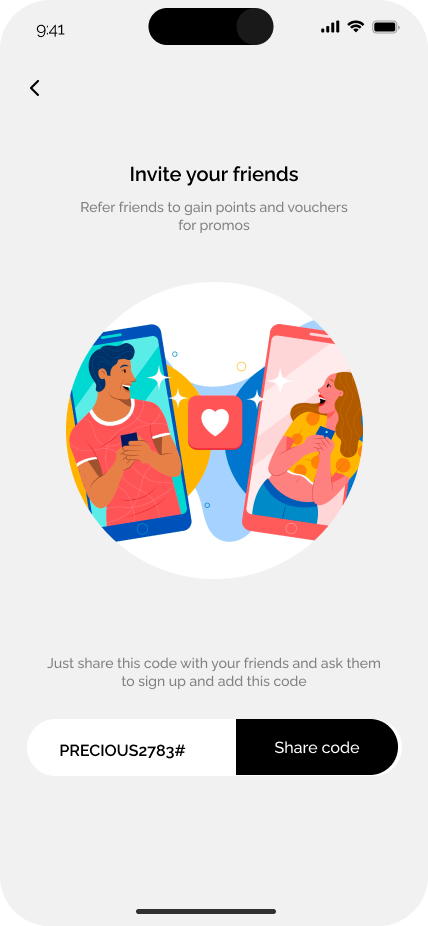 9:41
Invite your friends
Refer friends to gain points and vouchers
for promos
Just share this code with your friends and ask them
to sign up and add this code
PRECIOUS2783#
Share code